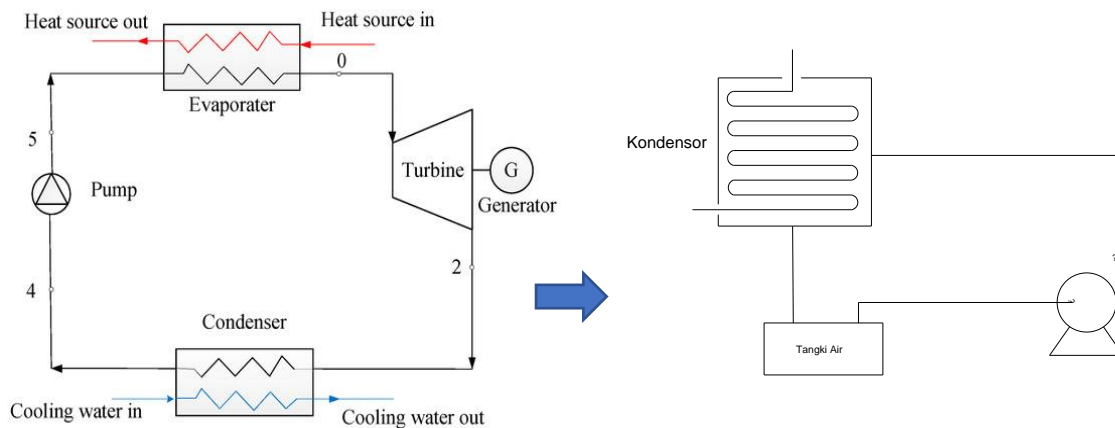 Heat source out
Heat source in
0
Evaporater
5
Pump
Turbine
G
Generator
4
2
Condenser
Cooling water in
Cooling water out
Kondensor
?
Tangki Air